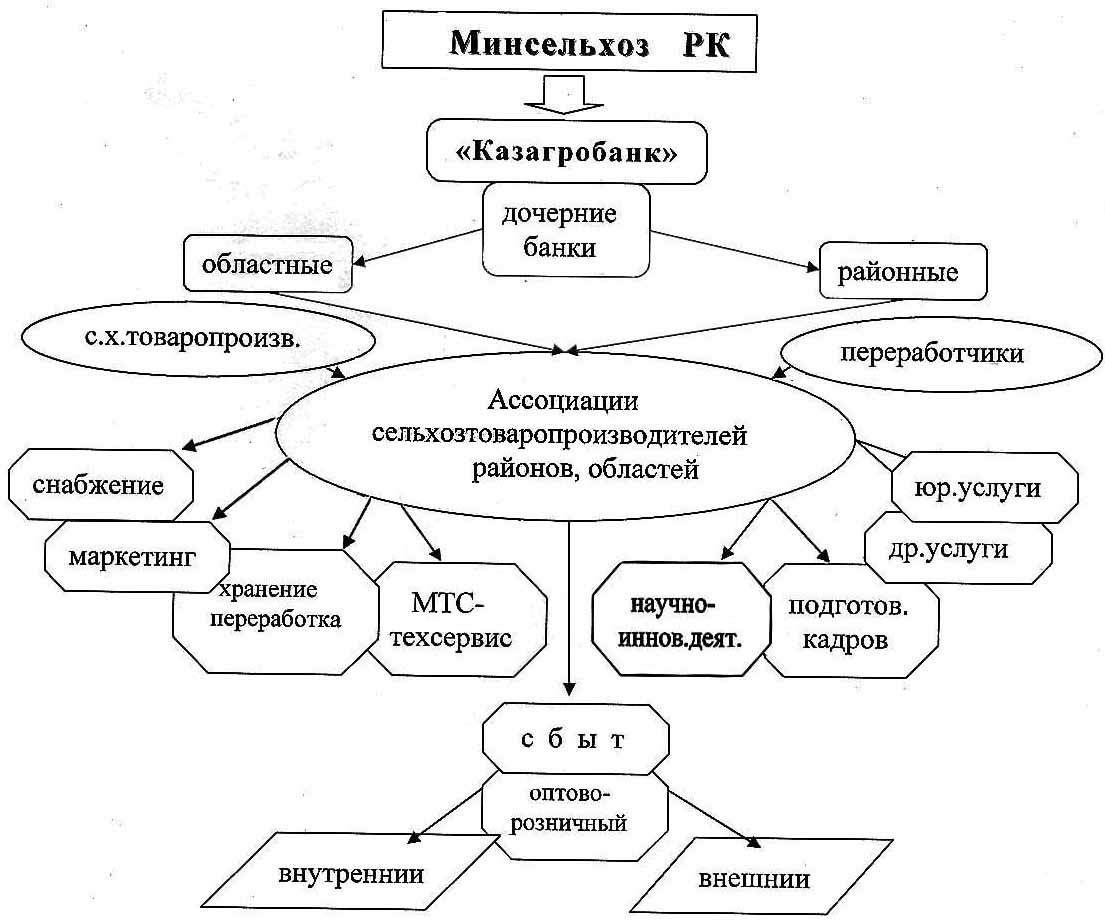 Минсельхоз РК
«Казагробанк»
дочерние
банки
областные
районные
с.х.товаропроизв.
переработчики
Ассоциации
сельхозтоваропроизводителей
районов, областей
снабжение
юр.услуги
маркетинг
др.услуги
хранение
переработка
МТС-
техсервис
научно-
иннов.деят.
подготов.
кадров
с б ы т
оптово-
розничный
внутреннии
внешнии